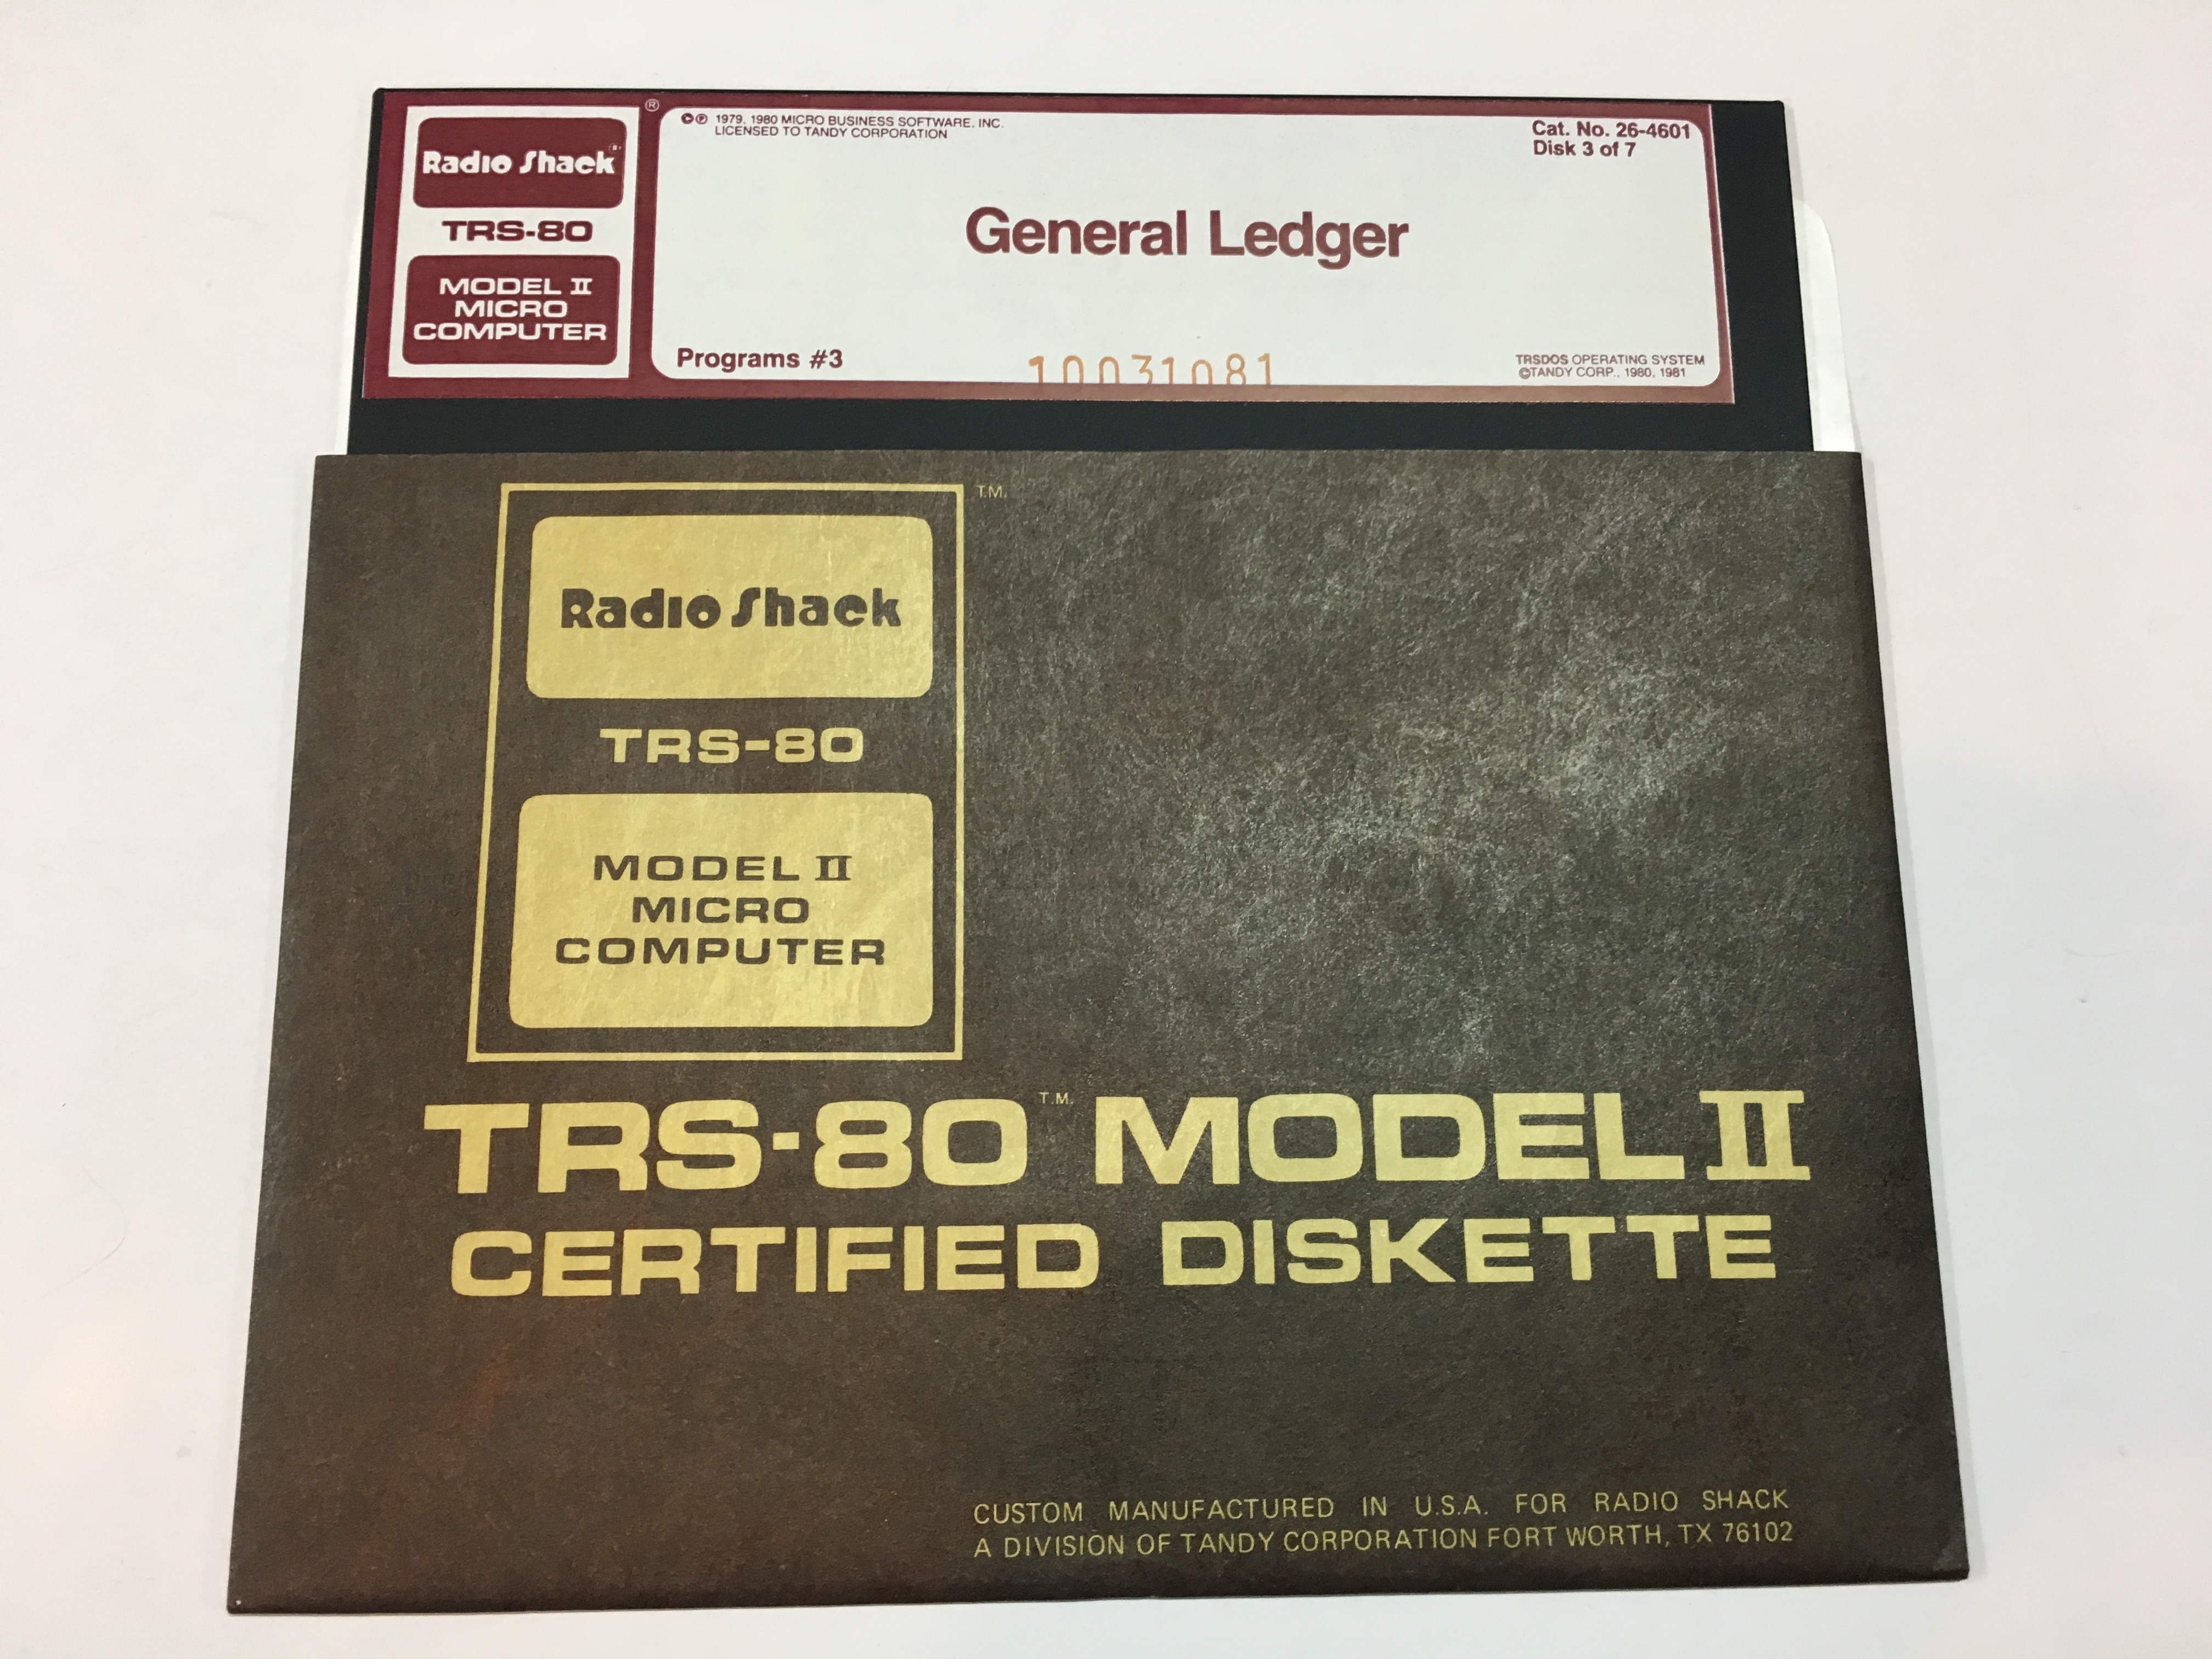 Radio Shack®
TRS-80
MODEL II
MICRO
COMPUTER
®
©℗ 1979, 1980 MICRO BUSINESS SOFTWARE, INC.
LICENSED TO TANDY CORPORATION
Cat. No. 26-4601
Disk 3 of 7
General Ledger
Programs #3
10031081
TRSDOS OPERATING SYSTEM
©TANDY CORP., 1980, 1981
T.M.
Radio Shack
TRS-80
MODEL II
MICRO
COMPUTER
TRS-80 T.M. MODEL II
CERTIFIED DISKETTE
CUSTOM MANUFACTURED IN U.S.A. FOR RADIO SHACK
A DIVISION OF TANDY CORPORATION FORT WORTH, TX 76102